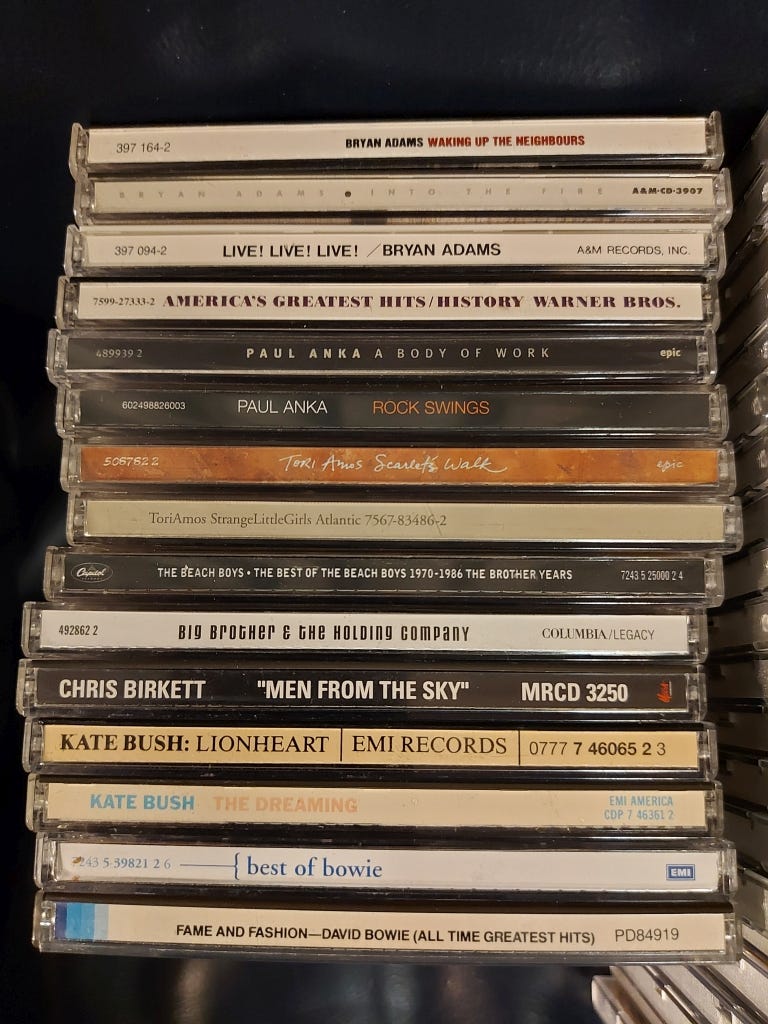 397 164-2 BRYAN ADAMS WAKING UP THE NEIGHBOURS
BRYAN ADAMS • INTO THE FIRE A&M-CD-3907
397 094-2 LIVE! LIVE! LIVE! / BRYAN ADAMS A&M RECORDS, INC.
7599-27333-2 AMERICA'S GREATEST HITS/HISTORY WARNER BROS.
489939 2 PAUL ANKA A BODY OF WORK epic
602498826003 PAUL ANKA ROCK SWINGS
506782 2 Tori Amos Scarlet's Walk epic
ToriAmos StrangeLittleGirls Atlantic 7567-83486-2
Capitol THE BEACH BOYS • THE BEST OF THE BEACH BOYS 1970-1986 THE BROTHER YEARS 7243 5 25000 2 4
492862 2 BIG BROTHER & THE HOLDING COMPANY COLUMBIA/LEGACY
CHRIS BIRKETT "MEN FROM THE SKY" MRCD 3250
KATE BUSH: LIONHEART EMI RECORDS 0777 7 46065 2 3
KATE BUSH THE DREAMING EMI AMERICA
CDP 7 46361 2
7243 5 39821 2 6 { best of bowie EMI
FAME AND FASHION—DAVID BOWIE (ALL TIME GREATEST HITS) PD84919